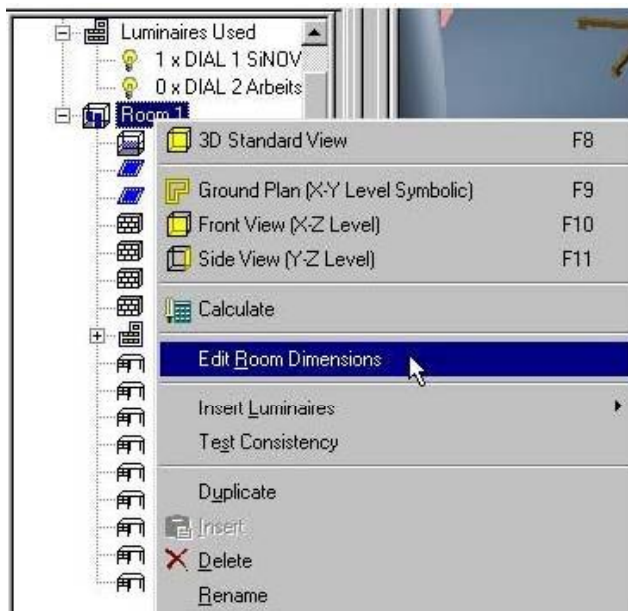 Luminaires Used
1 x DIAL 1 SiNOV
0 x DIAL 2 Arbeits
Room 1
3D Standard View F8
Ground Plan (X-Y Level Symbolic) F9
Front View (X-Z Level) F10
Side View (Y-Z Level) F11
Calculate
Edit Room Dimensions
Insert Luminaires
Test Consistency
Duplicate
Insert
Delete
Rename